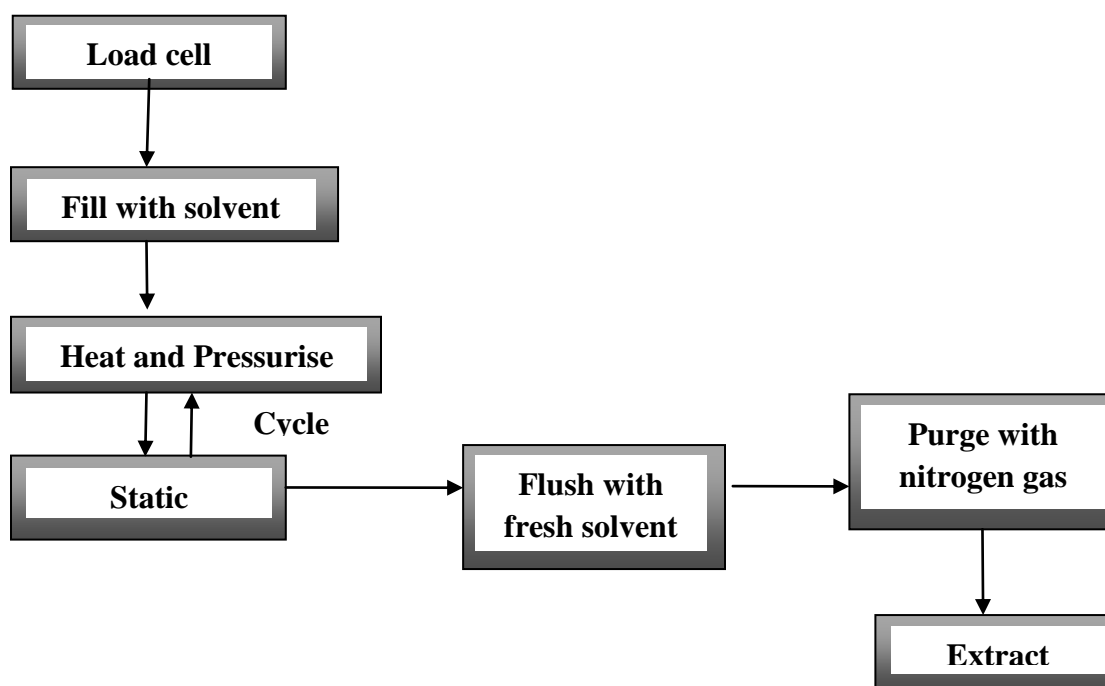 Load cell
Fill with solvent
Heat and Pressurise
Cycle
Static
Flush with
fresh solvent
Purge with
nitrogen gas
Extract